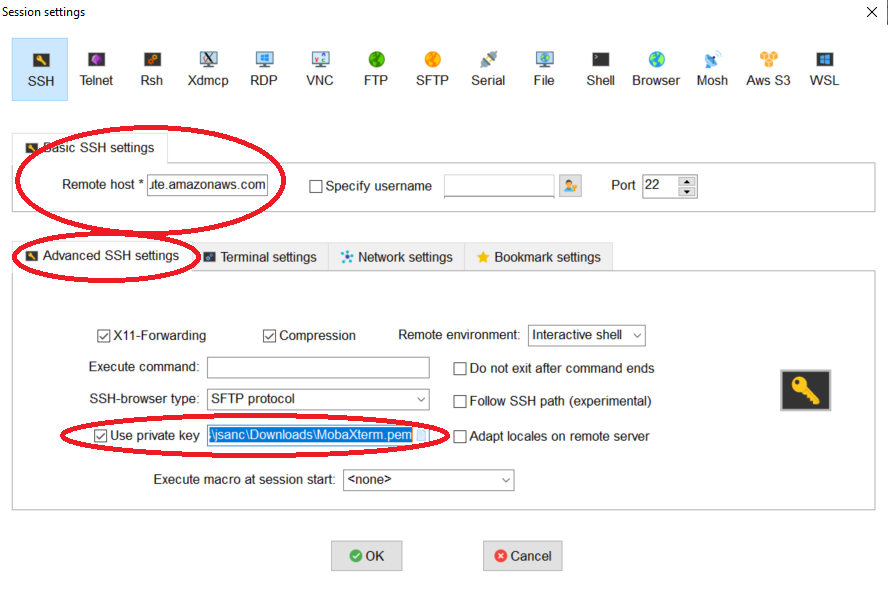 Session settings
SSH Telnet Rsh Xdmcp RDP VNC FTP SFTP Serial File Shell Browser Mosh Aws S3 WSL
Basic SSH settings
Remote host * ute.amazonaws.com Specify username Port 22
Advanced SSH settings Terminal settings Network settings Bookmark settings
X11-Forwarding Compression Remote environment: Interactive shell
Execute command: Do not exit after command ends
SSH-browser type: SFTP protocol Follow SSH path (experimental)
Use private key \jsanc\Downloads\MobaXterm.pem Adapt locales on remote server
Execute macro at session start: <none>
OK Cancel